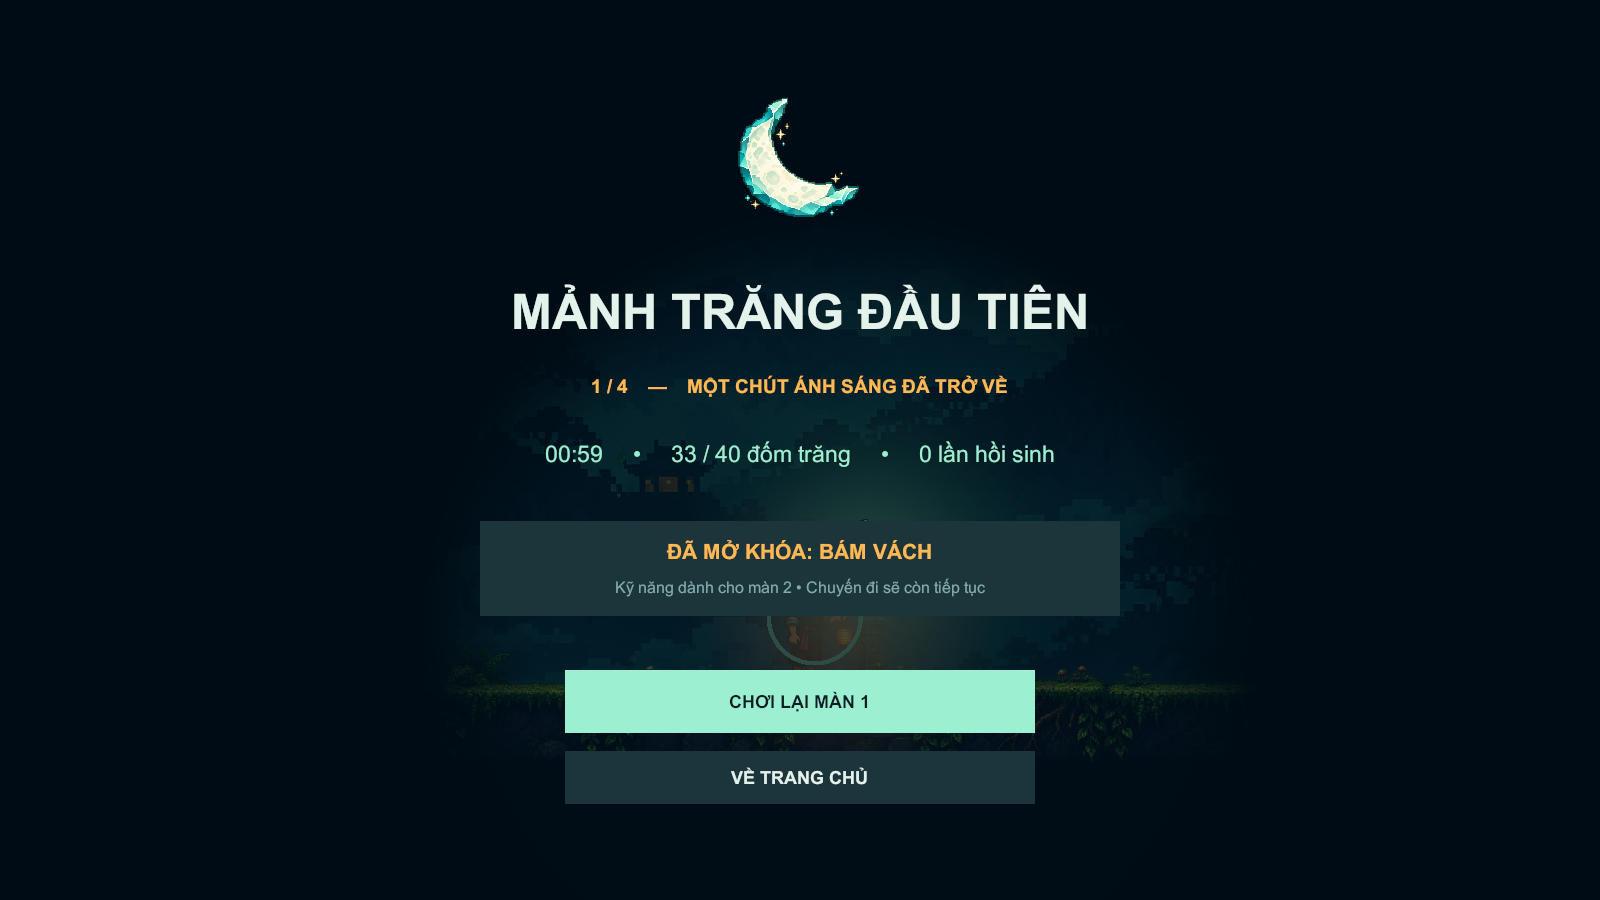 MẢNH TRĂNG ĐẦU TIÊN
1 / 4 — MỘT CHÚT ÁNH SÁNG ĐÃ TRỞ VỀ
00:59 • 33 / 40 đốm trăng • 0 lần hồi sinh
ĐÃ MỞ KHÓA: BÁM VÁCH
Kỹ năng dành cho màn 2 • Chuyến đi sẽ còn tiếp tục
CHƠI LẠI MÀN 1
VỀ TRANG CHỦ